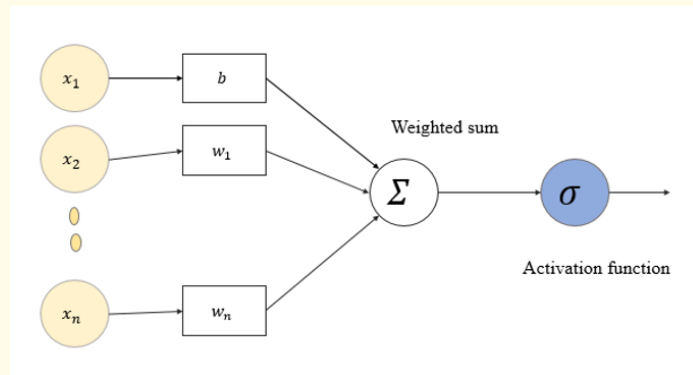 x₁
b
Weighted sum
x₂
w₁
Σ
σ
Activation function
xₙ
wₙ